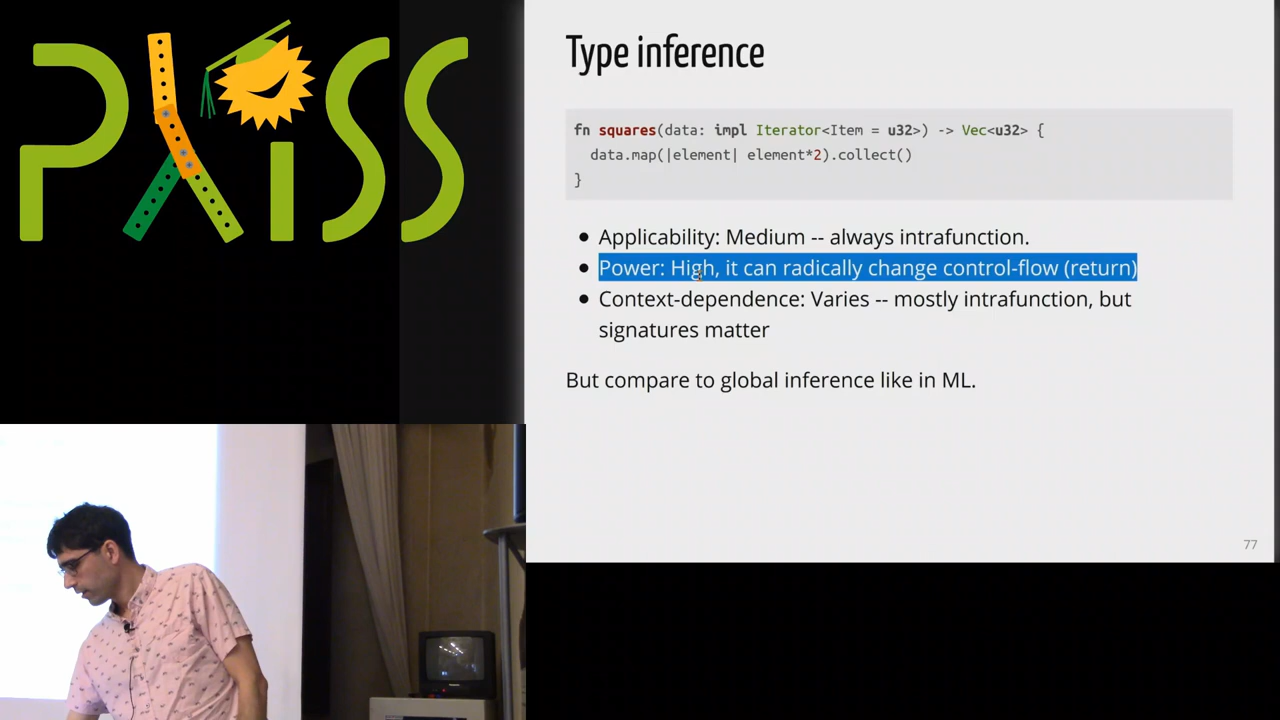 PLISS
Type inference
fn squares(data: impl Iterator<Item = u32>) -> Vec<u32> {
data.map(|element| element*2).collect()
}
• Applicability: Medium -- always intrafunction.
• Power: High, it can radically change control-flow (return)
• Context-dependence: Varies -- mostly intrafunction, but
signatures matter
But compare to global inference like in ML.
77